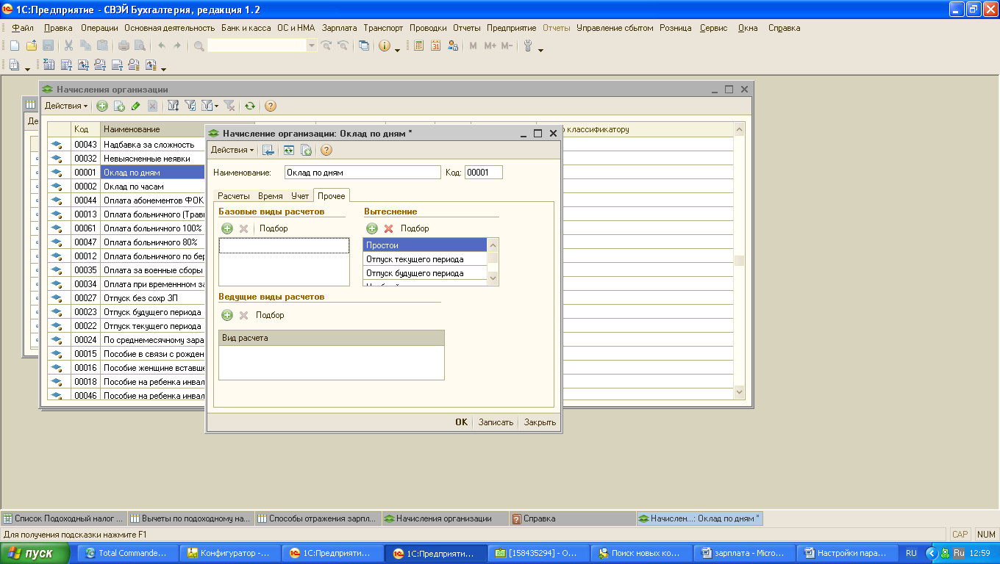 1С:Предприятие - СВЭЙ Бухгалтерия, редакция 1.2
Файл Правка Операции Основная деятельность Банк и касса ОС и НМА Зарплата Транспорт Проводки Отчеты Предприятие Отчеты Управление сбытом Розница Сервис Окна Справка
M M+ M-
Начисления организации
Де
Действия
Код Наименование
классификатору
00043 Надбавка за сложность
00032 Невыясненные неявки
00001 Оклад по дням
00002 Оклад по часам
00044 Оплата абонементов ФОК
00013 Оплата больничного (Трав
00061 Оплата больничного 100%
00047 Оплата больничного 80%
00012 Оплата больничного по бер
00035 Оплата за военные сборы
00034 Оплата при временнном за
00027 Отпуск без сохр ЗП
00023 Отпуск будущего периода
00022 Отпуск текущего периода
00024 По среднемесячному зара
00015 Пособие в связи с рожден
00016 Пособие женщине вставше
00018 Пособие на ребенка инвал
00046 Пособие на ребенка инвал
Начисление организации: Оклад по дням *
Действия
Наименование: Оклад по дням Код: 00001
Расчеты Время Учет Прочее
Базовые виды расчетов Вытеснение
Подбор Подбор
Простои
Отпуск текущего периода
Отпуск будущего периода
Ведущие виды расчетов
Подбор
Вид расчета
OK Записать Закрыть
Список Подоходный налог ... Вычеты по подоходному на... Способы отражения зарпл... Начисления организации Справка Начислен...: Оклад по дням *
Для получения подсказки нажмите F1 CAP NUM
пуск Total Commande... Конфигуратор -... 1С:Предприяти... 1С:Предприяти... [158435294] - О... Поиск новых ко... зарплата - Micro... Настройки пара... RU Ru 12:59